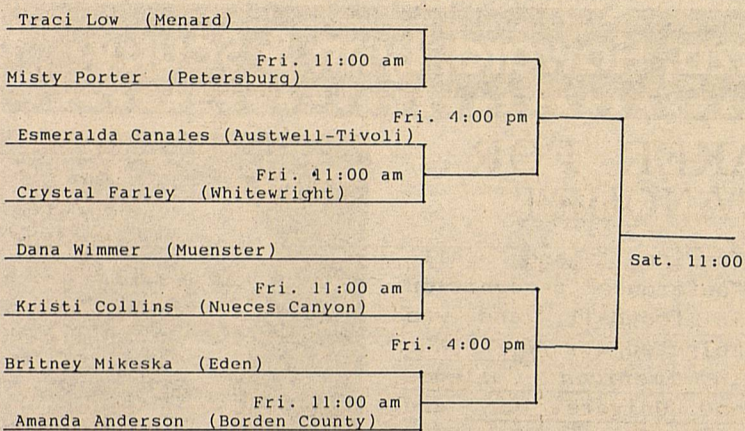 Traci Low (Menard)
Fri. 11:00 am
Misty Porter (Petersburg)
Fri. 4:00 pm
Esmeralda Canales (Austwell-Tivoli)
Fri. 11:00 am
Crystal Farley (Whitewright)
Sat. 11:00
Dana Wimmer (Muenster)
Fri. 11:00 am
Kristi Collins (Nueces Canyon)
Fri. 4:00 pm
Britney Mikeska (Eden)
Fri. 11:00 am
Amanda Anderson (Borden County)